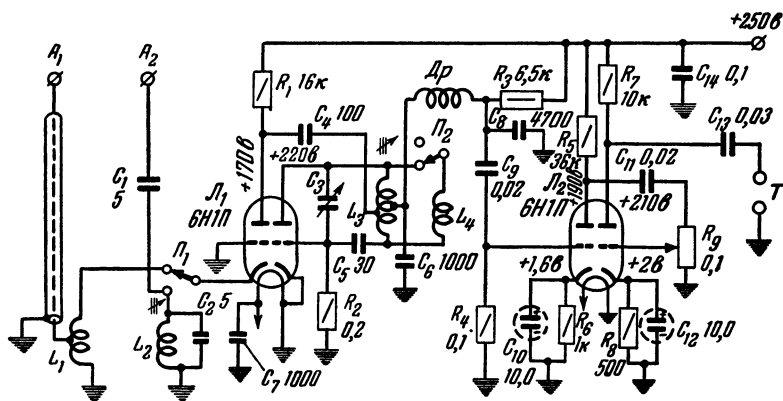 А₁
А₂
+250в
R₁ 16к
Др
R₃ 6,5к
R₇
10к
C₁₄ 0,1
C₄ 100
C₈
4700
R₅
36к
C₁₃ 0,03
П₂
+170в
+220в
+190в
C₁
5
Л₁
6Н1П
C₃
L₃
L₄
C₉
0,02
Л₂
6Н1П
C₁₁ 0,02
+210в
Т
П₁
C₅ 30
C₆ 1000
R₉
0,1
+1,6в
+2в
C₂ 5
R₂
0,2
R₄
0,1
R₆
1к
C₁₂ 10,0
L₁
L₂
C₇ 1000
C₁₀
10,0
R₈
500